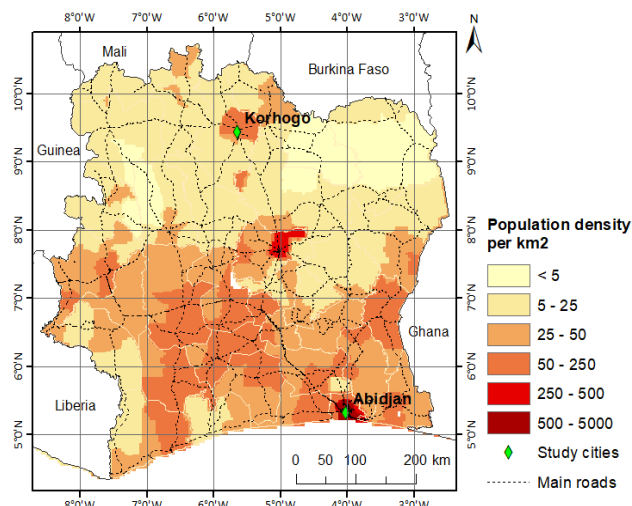 8°0'W 7°0'W 6°0'W 5°0'W 4°0'W 3°0'W
N
Mali
Burkina Faso
10°0'N 10°0'N
Korhogo
Guinea
9°0'N 9°0'N
8°0'N 8°0'N
7°0'N 7°0'N
Ghana
6°0'N 6°0'N
Liberia
Abidjan
5°0'N 5°0'N
0 50 100 200 km
8°0'W 7°0'W 6°0'W 5°0'W 4°0'W 3°0'W
Population density
per km2
< 5
5 - 25
25 - 50
50 - 250
250 - 500
500 - 5000
Study cities
Main roads